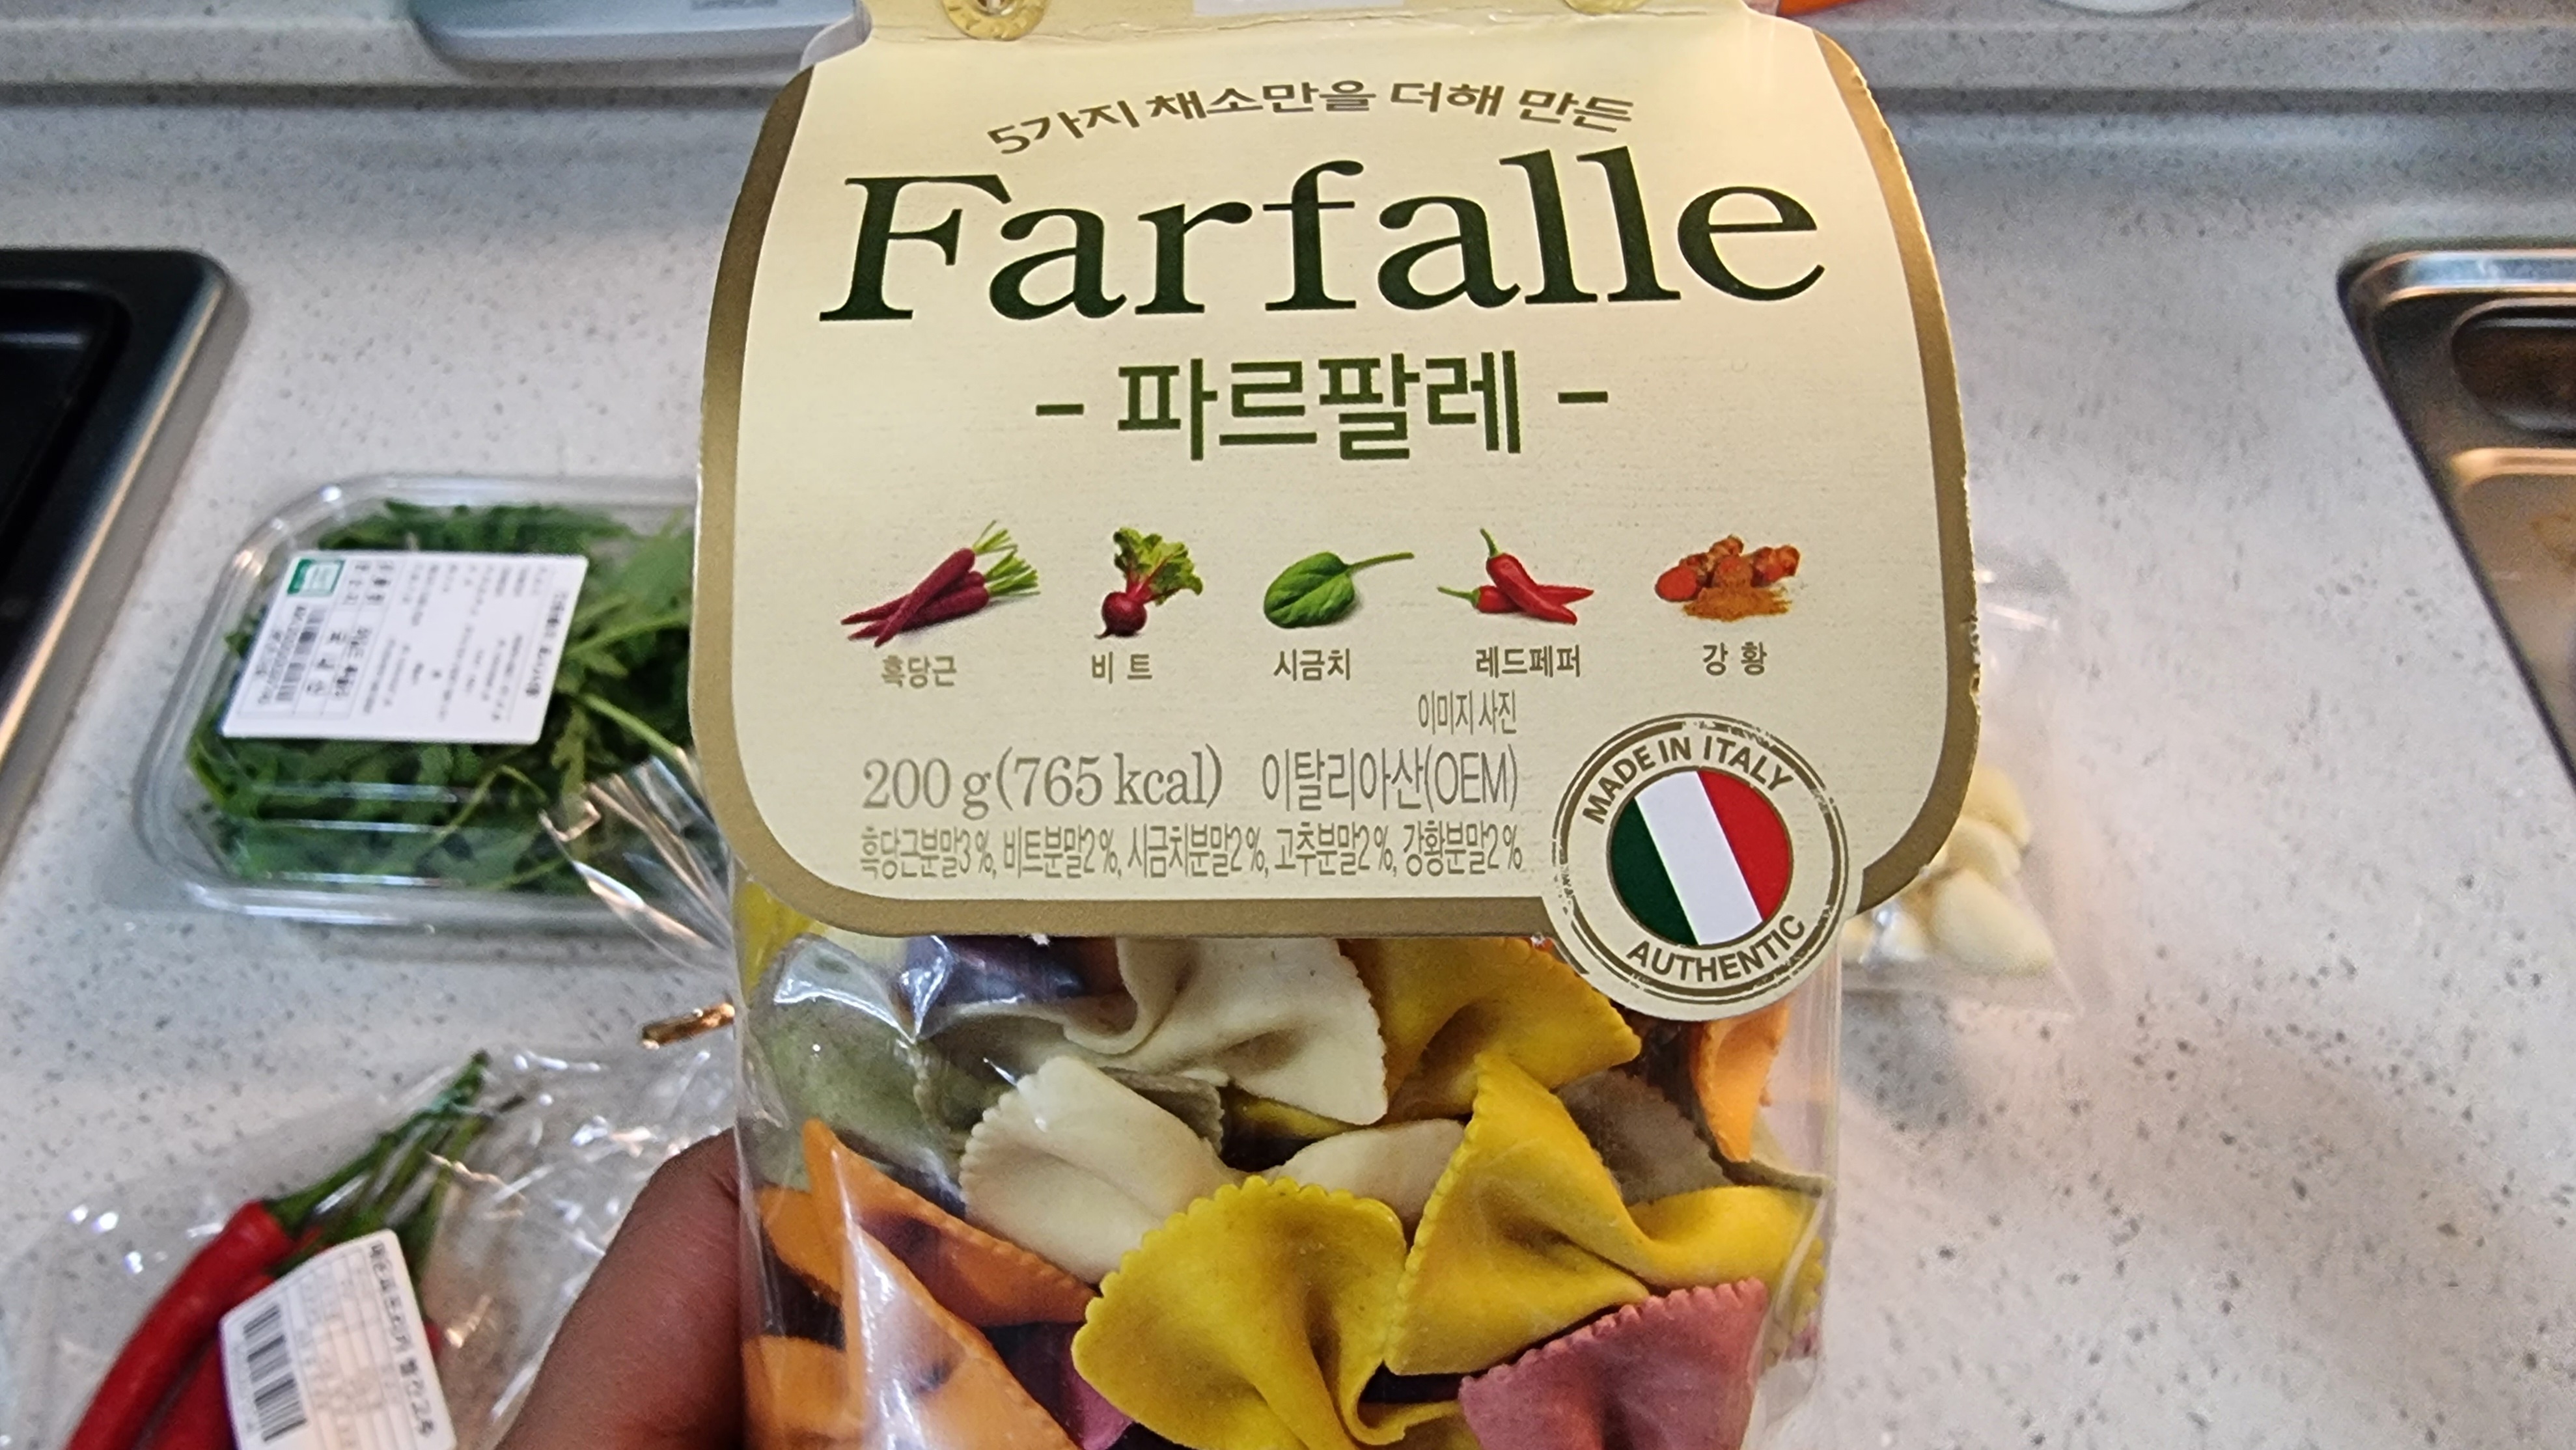 5가지 채소만을 더해 만든
Farfalle
- 파르팔레 -
흑당근 비트 시금치 레드페퍼 강황
이미지 사진
200 g(765 kcal) 이탈리아산(OEM)
흑당근분말3%, 비트분말2%, 시금치분말2%, 고추분말2%, 강황분말2%
MADE IN ITALY
AUTHENTIC